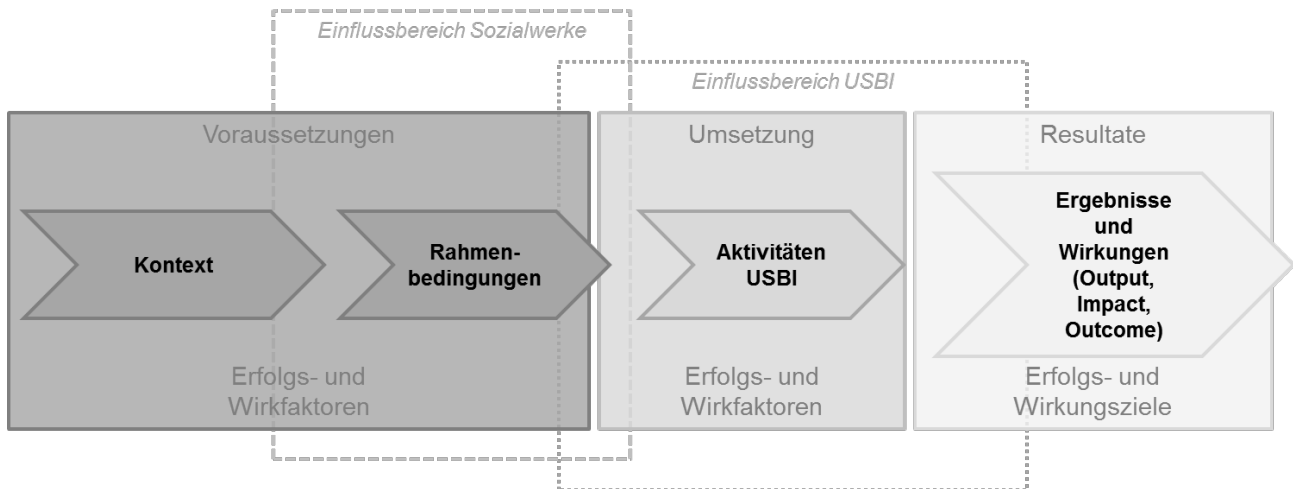 Einflussbereich Sozialwerke
Einflussbereich USBI
Voraussetzungen
Umsetzung
Resultate
Kontext
Rahmen-
bedingungen
Aktivitäten
USBI
Ergebnisse
und
Wirkungen
(Output,
Impact,
Outcome)
Erfolgs- und
Wirkfaktoren
Erfolgs- und
Wirkfaktoren
Erfolgs- und
Wirkungsziele